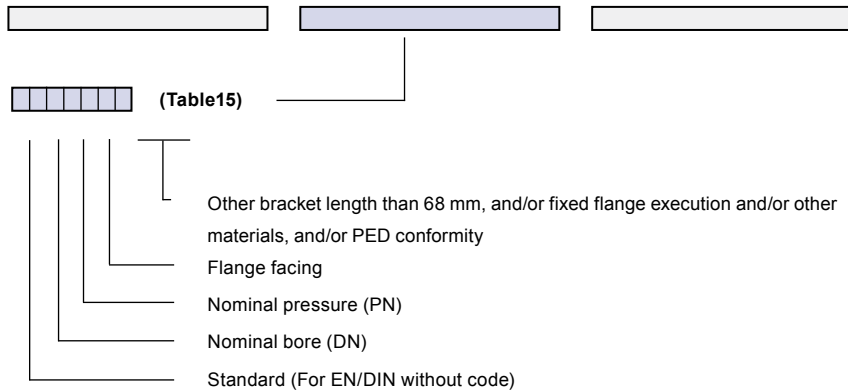 (Table15)
Other bracket length than 68 mm, and/or fixed flange execution and/or other
materials, and/or PED conformity
Flange facing
Nominal pressure (PN)
Nominal bore (DN)
Standard (For EN/DIN without code)